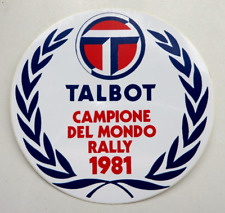 T
TALBOT
CAMPIONE
DEL MONDO
RALLY
1981